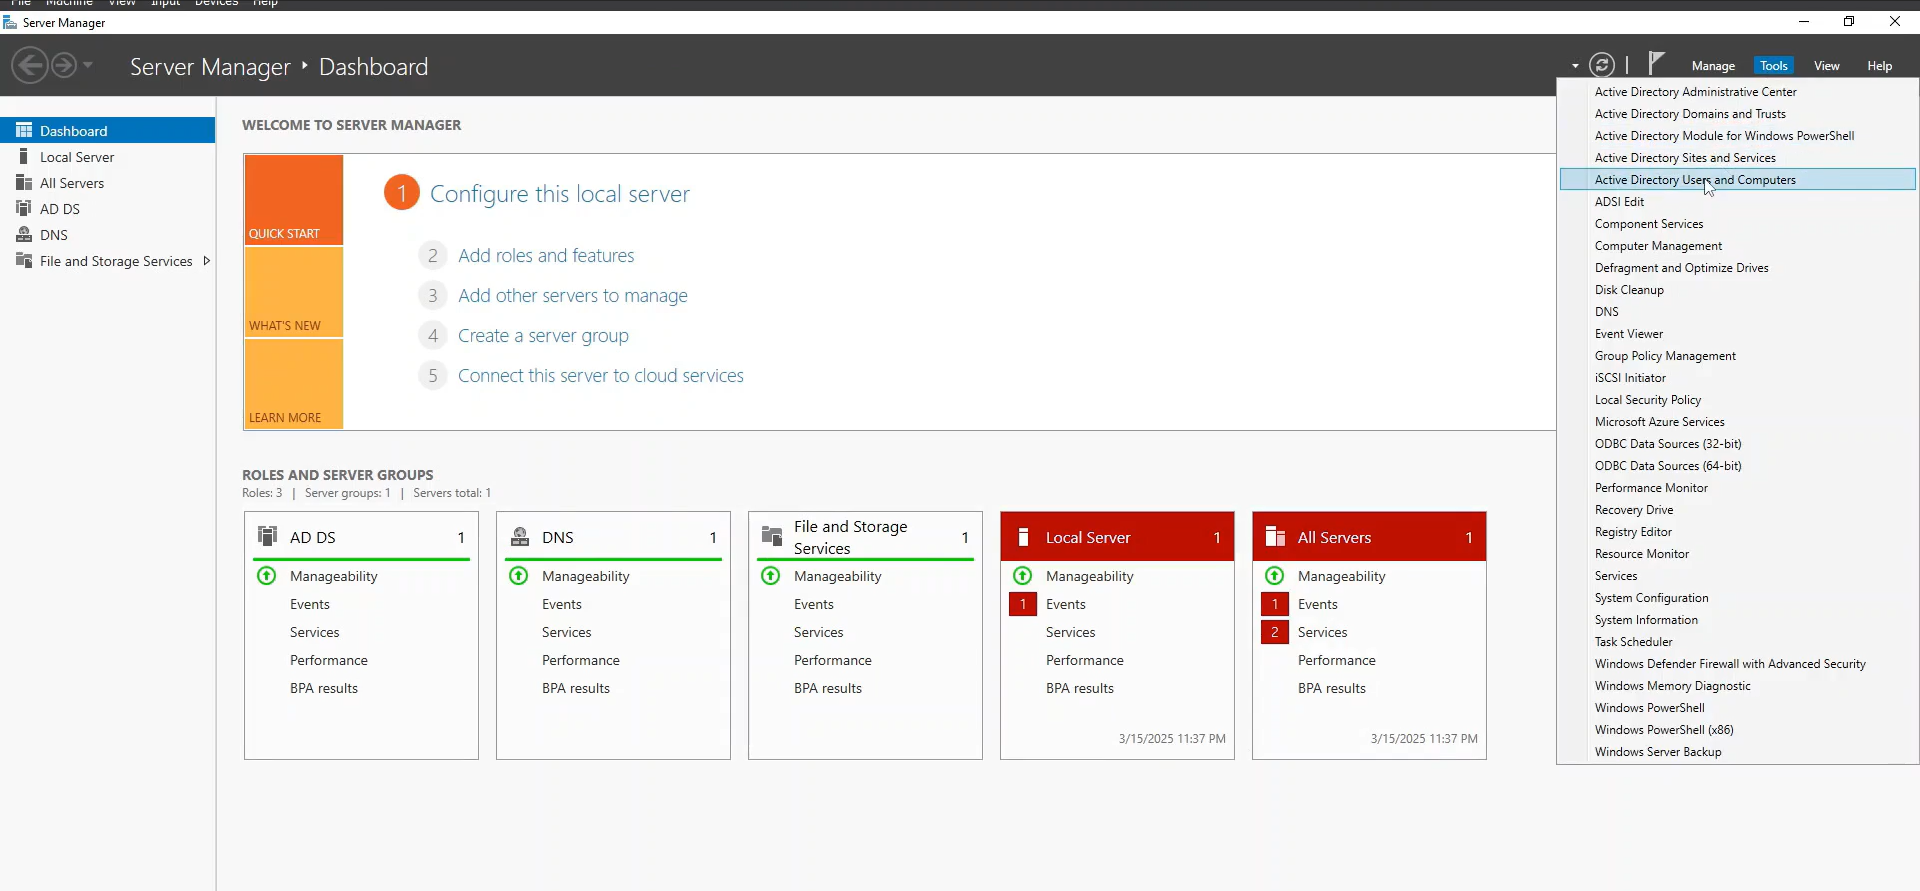 File Machine View Input Devices Help
Server Manager
Server Manager ‣ Dashboard
Manage Tools View Help
Dashboard
Local Server
All Servers
AD DS
DNS
File and Storage Services
WELCOME TO SERVER MANAGER
QUICK START
WHAT'S NEW
LEARN MORE
1 Configure this local server
2 Add roles and features
3 Add other servers to manage
4 Create a server group
5 Connect this server to cloud services
ROLES AND SERVER GROUPS
Roles: 3 | Server groups: 1 | Servers total: 1
AD DS 1
Manageability
Events
Services
Performance
BPA results
DNS 1
Manageability
Events
Services
Performance
BPA results
File and Storage
Services 1
Manageability
Events
Services
Performance
BPA results
Local Server 1
Manageability
1 Events
Services
Performance
BPA results
3/15/2025 11:37 PM
All Servers 1
Manageability
1 Events
2 Services
Performance
BPA results
3/15/2025 11:37 PM
Active Directory Administrative Center
Active Directory Domains and Trusts
Active Directory Module for Windows PowerShell
Active Directory Sites and Services
Active Directory Users and Computers
ADSI Edit
Component Services
Computer Management
Defragment and Optimize Drives
Disk Cleanup
DNS
Event Viewer
Group Policy Management
iSCSI Initiator
Local Security Policy
Microsoft Azure Services
ODBC Data Sources (32-bit)
ODBC Data Sources (64-bit)
Performance Monitor
Recovery Drive
Registry Editor
Resource Monitor
Services
System Configuration
System Information
Task Scheduler
Windows Defender Firewall with Advanced Security
Windows Memory Diagnostic
Windows PowerShell
Windows PowerShell (x86)
Windows Server Backup